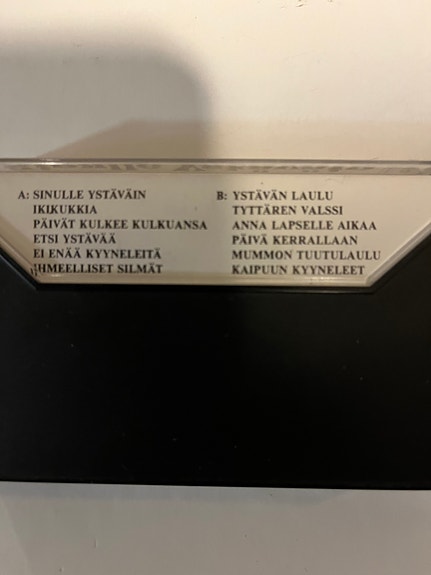 A: SINULLE YSTÄVÄIN
IKIKUKKIA
PÄIVÄT KULKEE KULKUANSA
ETSI YSTÄVÄÄ
EI ENÄÄ KYYNELEITÄ
IHMEELLISET SILMÄT
B: YSTÄVÄN LAULU
TYTTÄREN VALSSI
ANNA LAPSELLE AIKAA
PÄIVÄ KERRALLAAN
MUMMON TUUTULAULU
KAIPUUN KYYNELEET